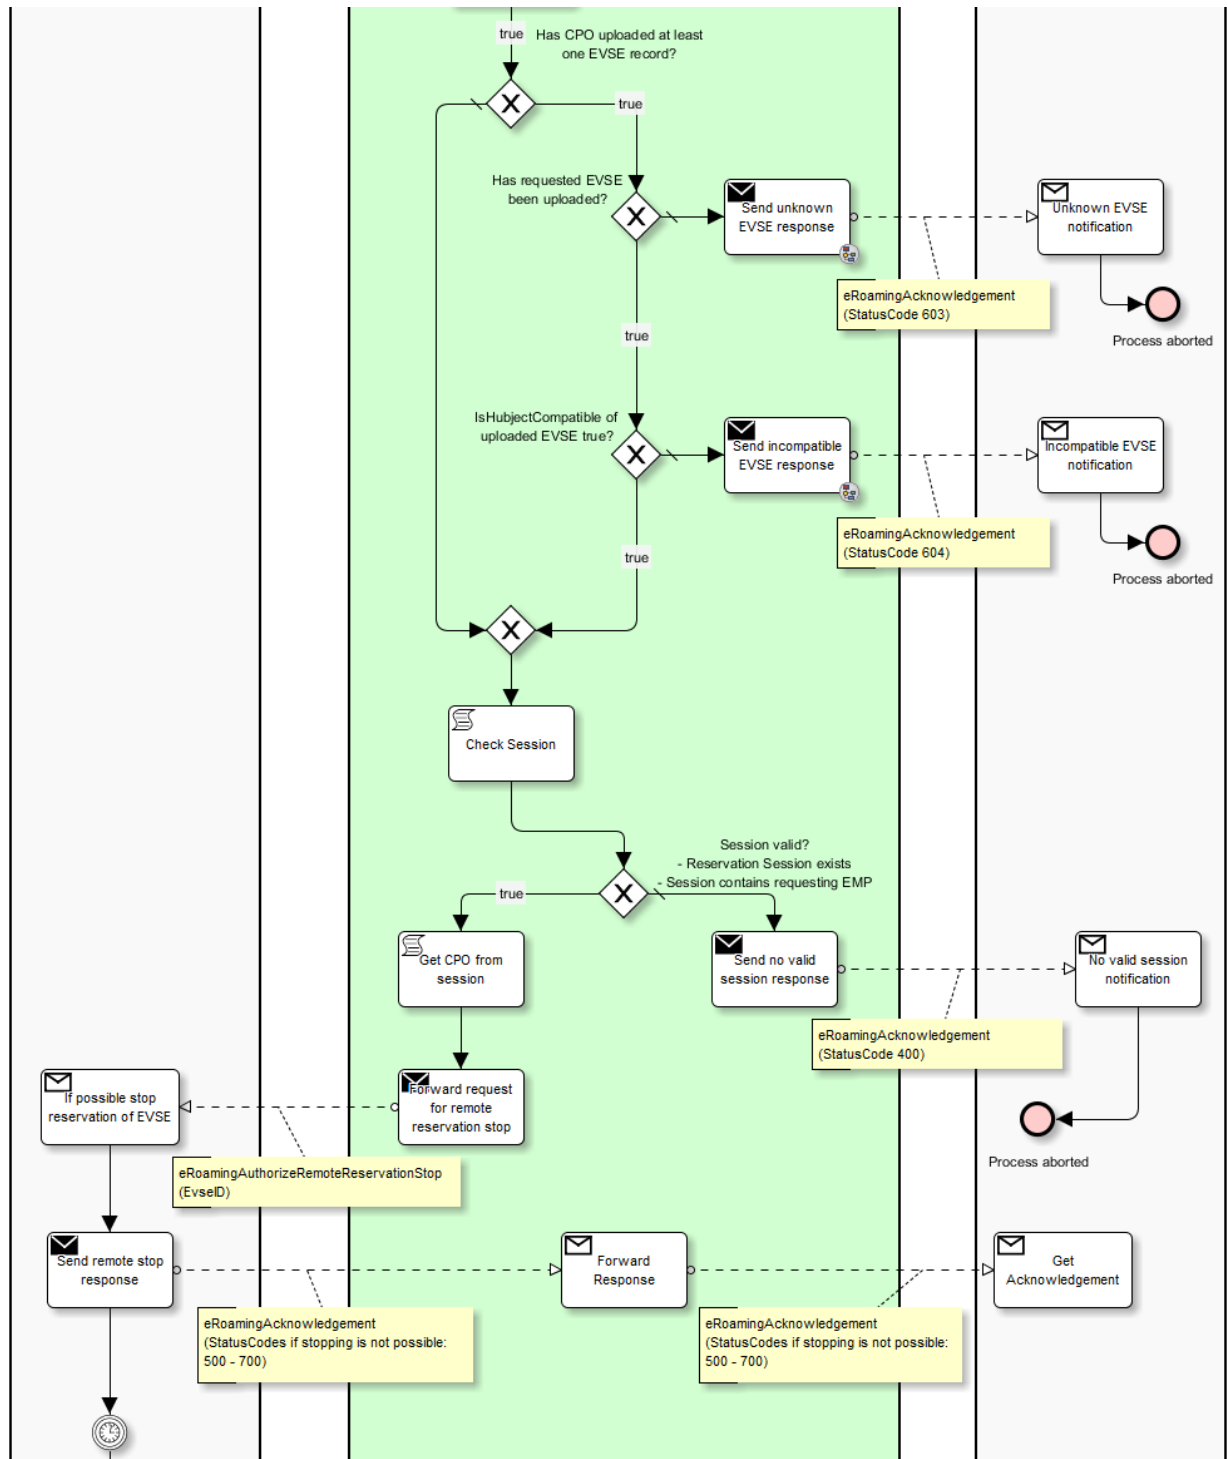 true
Has CPO uploaded at least
one EVSE record?
true
Has requested EVSE
been uploaded?
Send unknown
EVSE response
Unknown EVSE
notification
eRoamingAcknowledgement
(StatusCode 603)
Process aborted
true
IsHubjectCompatible of
uploaded EVSE true?
Send incompatible
EVSE response
Incompatible EVSE
notification
eRoamingAcknowledgement
(StatusCode 604)
Process aborted
true
Check Session
Session valid?
- Reservation Session exists
- Session contains requesting EMP
true
Get CPO from
session
Send no valid
session response
No valid session
notification
eRoamingAcknowledgement
(StatusCode 400)
If possible stop
reservation of EVSE
Forward request
for remote
reservation stop
Process aborted
eRoamingAuthorizeRemoteReservationStop
(EvseID)
Send remote stop
response
Forward
Response
Get
Acknowledgement
eRoamingAcknowledgement
(StatusCodes if stopping is not possible:
500 - 700)
eRoamingAcknowledgement
(StatusCodes if stopping is not possible:
500 - 700)